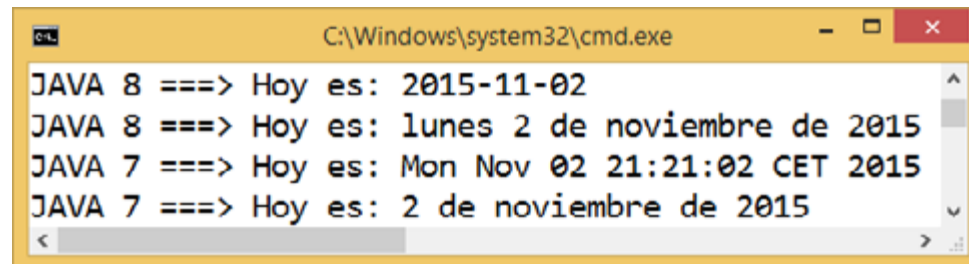 C:\Windows\system32\cmd.exe
JAVA 8 ===> Hoy es: 2015-11-02
JAVA 8 ===> Hoy es: lunes 2 de noviembre de 2015
JAVA 7 ===> Hoy es: Mon Nov 02 21:21:02 CET 2015
JAVA 7 ===> Hoy es: 2 de noviembre de 2015